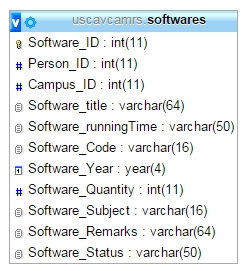 v uscavcamrs.softwares
Software_ID : int(11)
Person_ID : int(11)
Campus_ID : int(11)
Software_title : varchar(64)
Software_runningTime : varchar(50)
Software_Code : varchar(16)
Software_Year : year(4)
Software_Quantity : int(11)
Software_Subject : varchar(16)
Software_Remarks : varchar(64)
Software_Status : varchar(50)